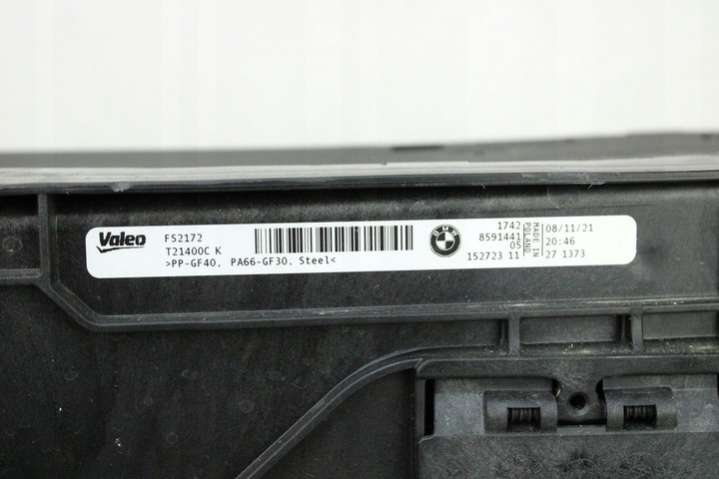 Valeo
FS2172
T21400C K
>PP-GF40, PA66-GF30, Steel<
BMW
1742
8591441
05
152723 11
MADE IN
POLAND
08/11/21
20:46
27 1373